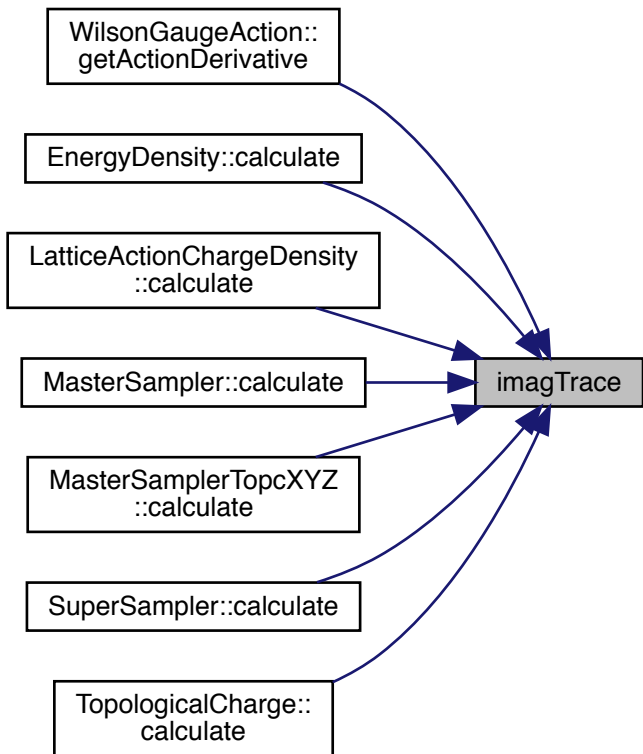 WilsonGaugeAction::
getActionDerivative
EnergyDensity::calculate
LatticeActionChargeDensity
::calculate
MasterSampler::calculate
imagTrace
MasterSamplerTopcXYZ
::calculate
SuperSampler::calculate
TopologicalCharge::
calculate